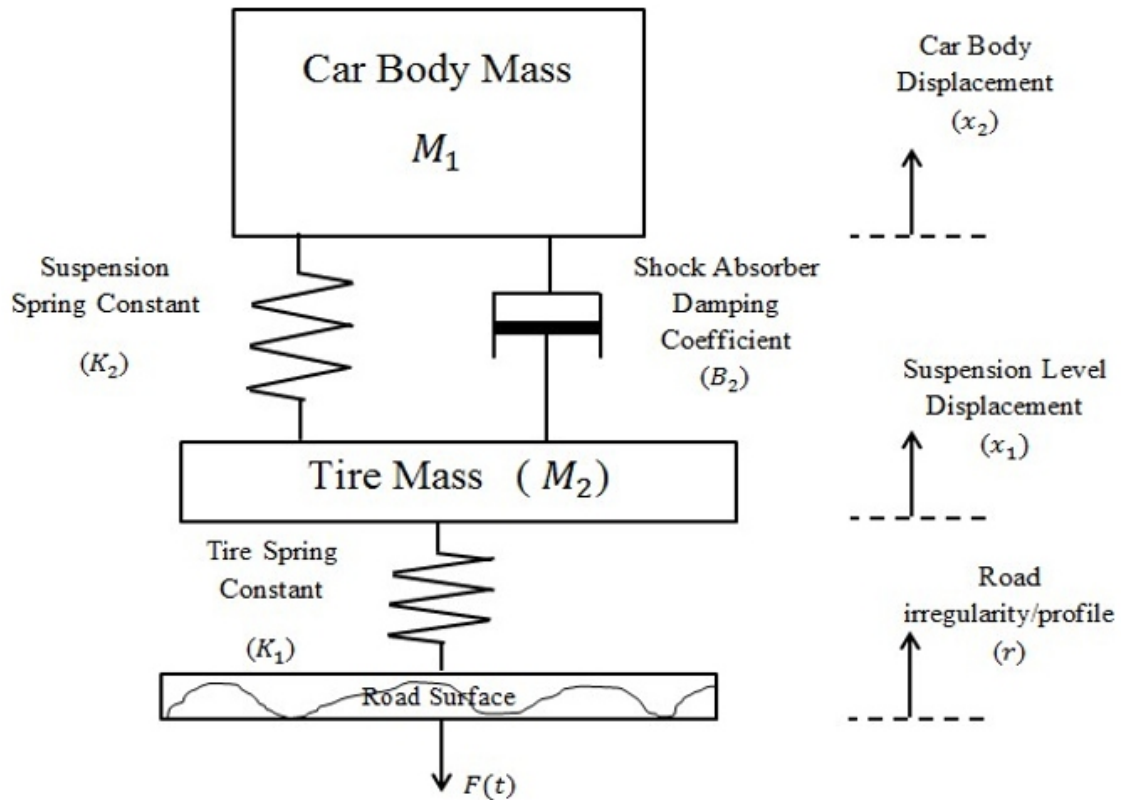 Car Body Mass
M₁
Car Body
Displacement
(x₂)
Suspension
Spring Constant
(K₂)
Shock Absorber
Damping
Coefficient
(B₂)
Suspension Level
Displacement
(x₁)
Tire Mass ( M₂)
Tire Spring
Constant
(K₁)
Road
irregularity/profile
(r)
Road Surface
F(t)